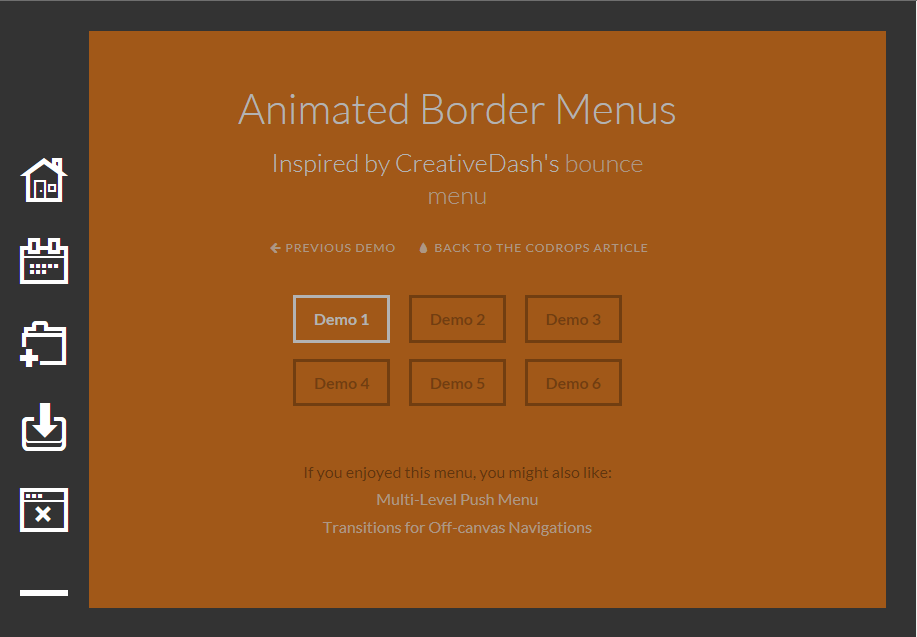 Animated Border Menus
Inspired by CreativeDash's bounce
menu
PREVIOUS DEMO BACK TO THE CODROPS ARTICLE
Demo 1 Demo 2 Demo 3
Demo 4 Demo 5 Demo 6
If you enjoyed this menu, you might also like:
Multi-Level Push Menu
Transitions for Off-canvas Navigations